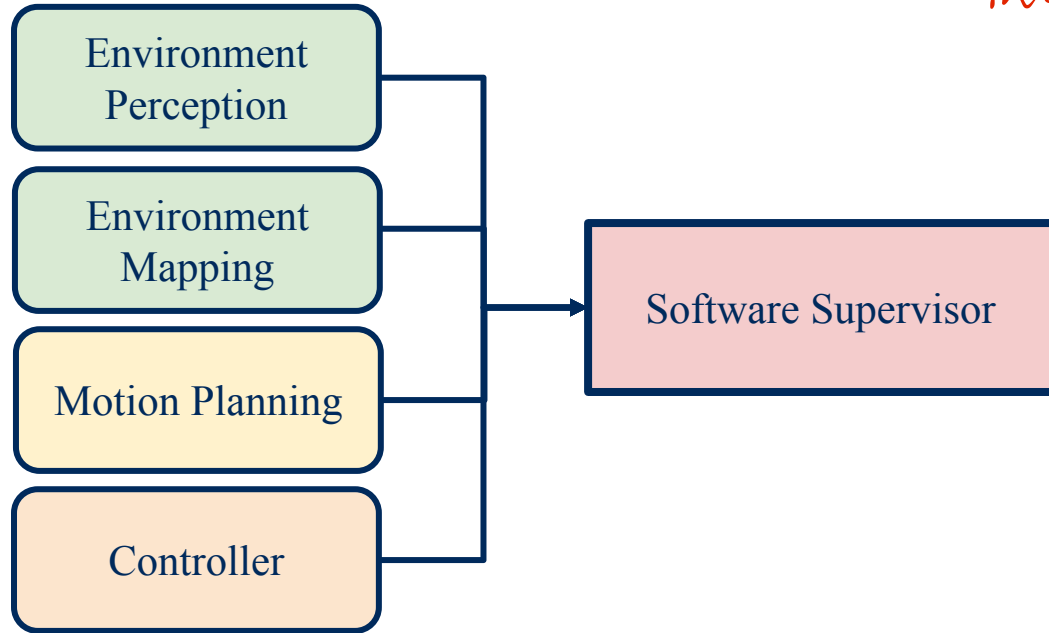 Environment
Perception
Environment
Mapping
Motion Planning
Controller
Software Supervisor